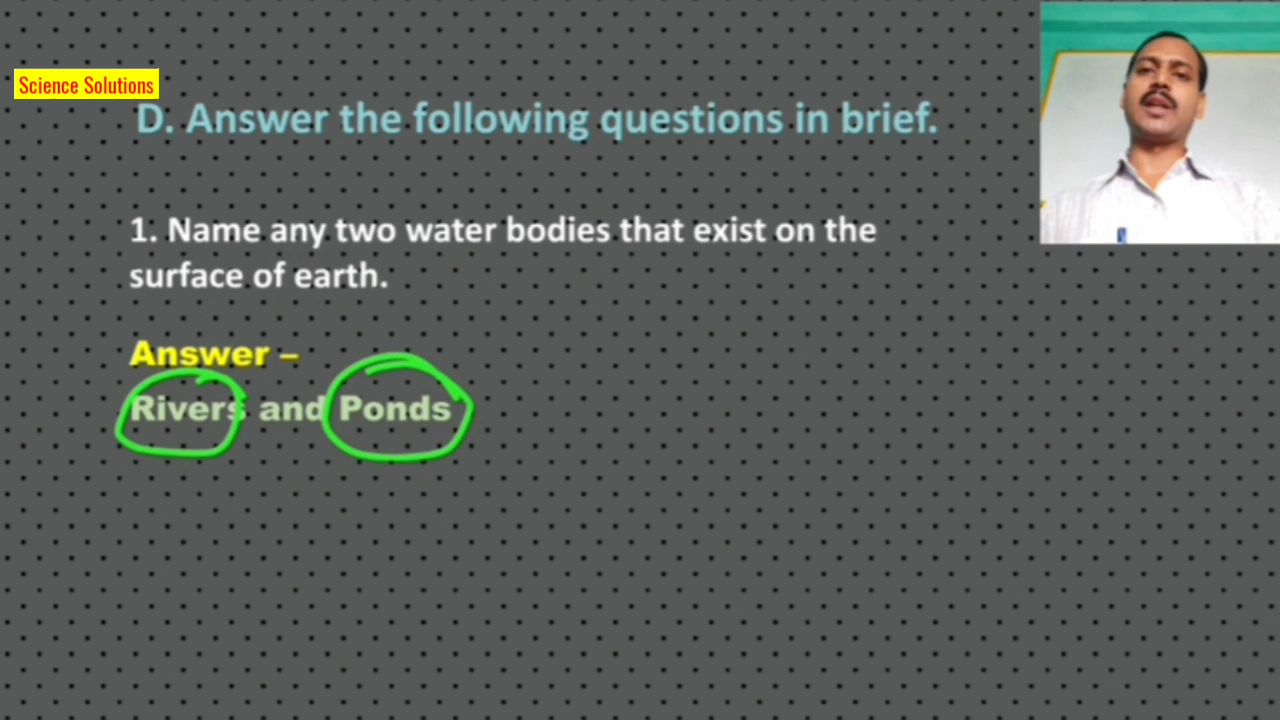 Science Solutions
D. Answer the following questions in brief.
1. Name any two water bodies that exist on the
surface of earth.
Answer –
Rivers and Ponds